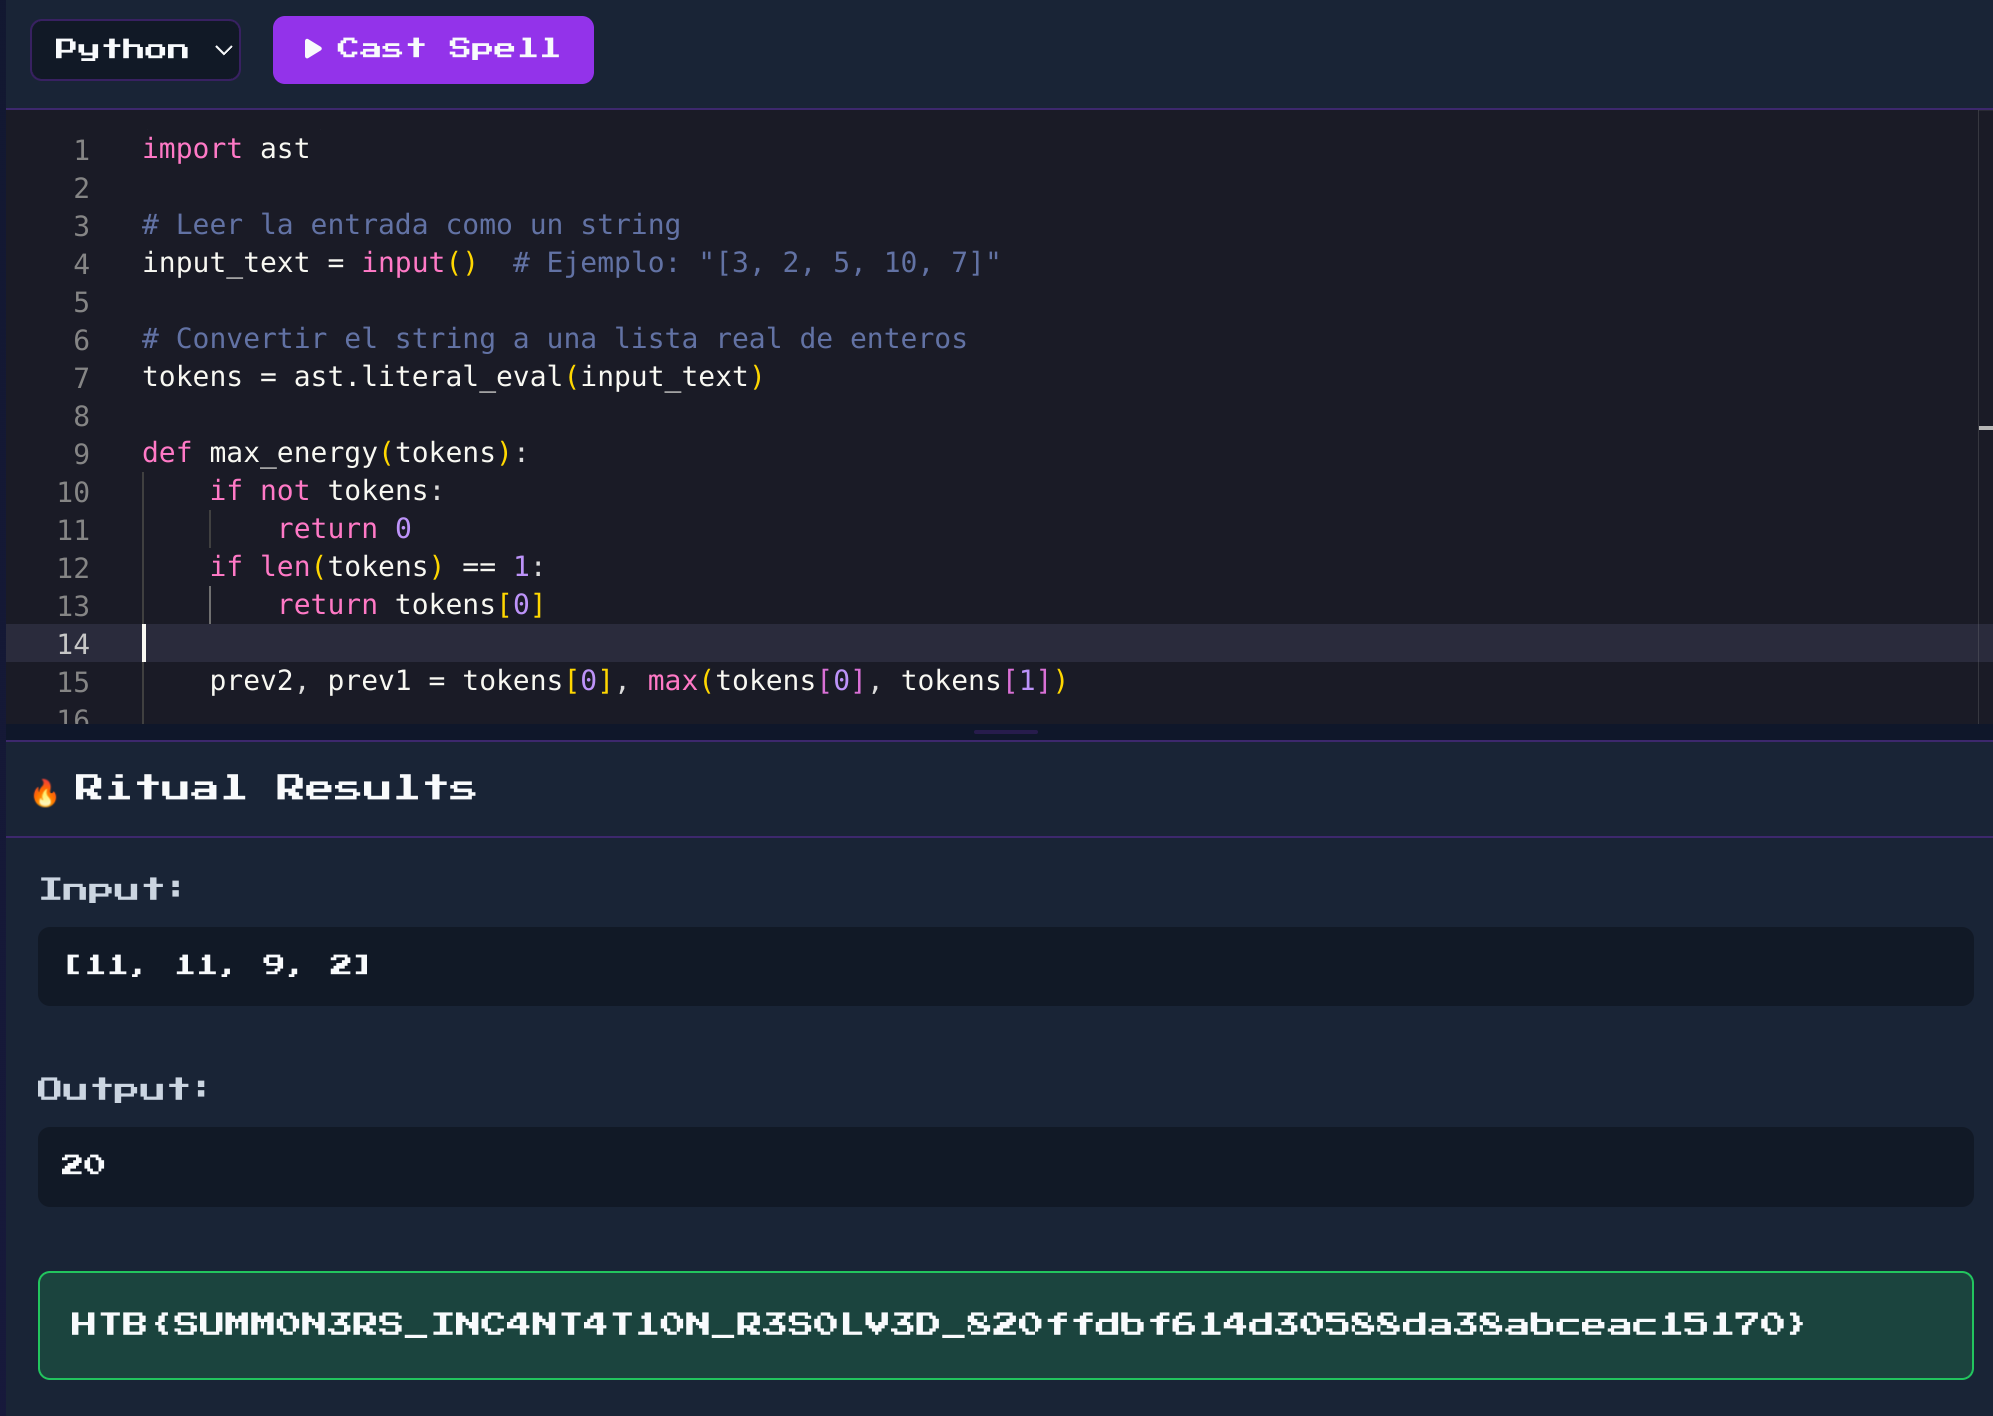 Python
Cast Spell
1 import ast
2
3 # Leer la entrada como un string
4 input_text = input()  # Ejemplo: "[3, 2, 5, 10, 7]"
5
6 # Convertir el string a una lista real de enteros
7 tokens = ast.literal_eval(input_text)
8
9 def max_energy(tokens):
10     if not tokens:
11         return 0
12     if len(tokens) == 1:
13         return tokens[0]
14
15     prev2, prev1 = tokens[0], max(tokens[0], tokens[1])
16
Ritual Results
Input:
[11, 11, 9, 2]
Output:
20
HTB{SUMM0N3RS_INC4NT4T10N_R3S0LV3D_820ffdbf614d30588da38abceac15170}